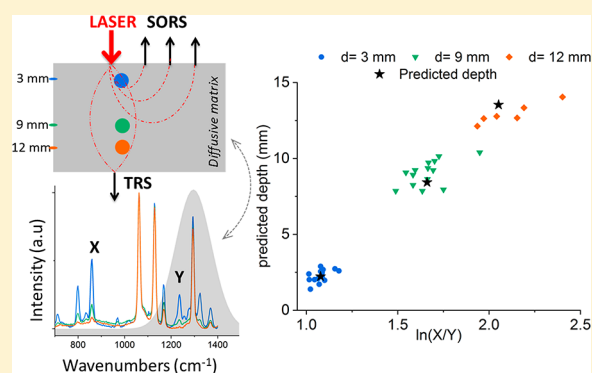 LASER SORS
3 mm
9 mm
12 mm
Diffusive matrix
TRS
X
Y
Intensity (a.u)
800 1000 1200 1400
Wavenumbers (cm-1)
d= 3 mm d= 9 mm d= 12 mm
Predicted depth
15
10
5
0
predicted depth (mm)
1.0 1.5 2.0 2.5
ln(X/Y)